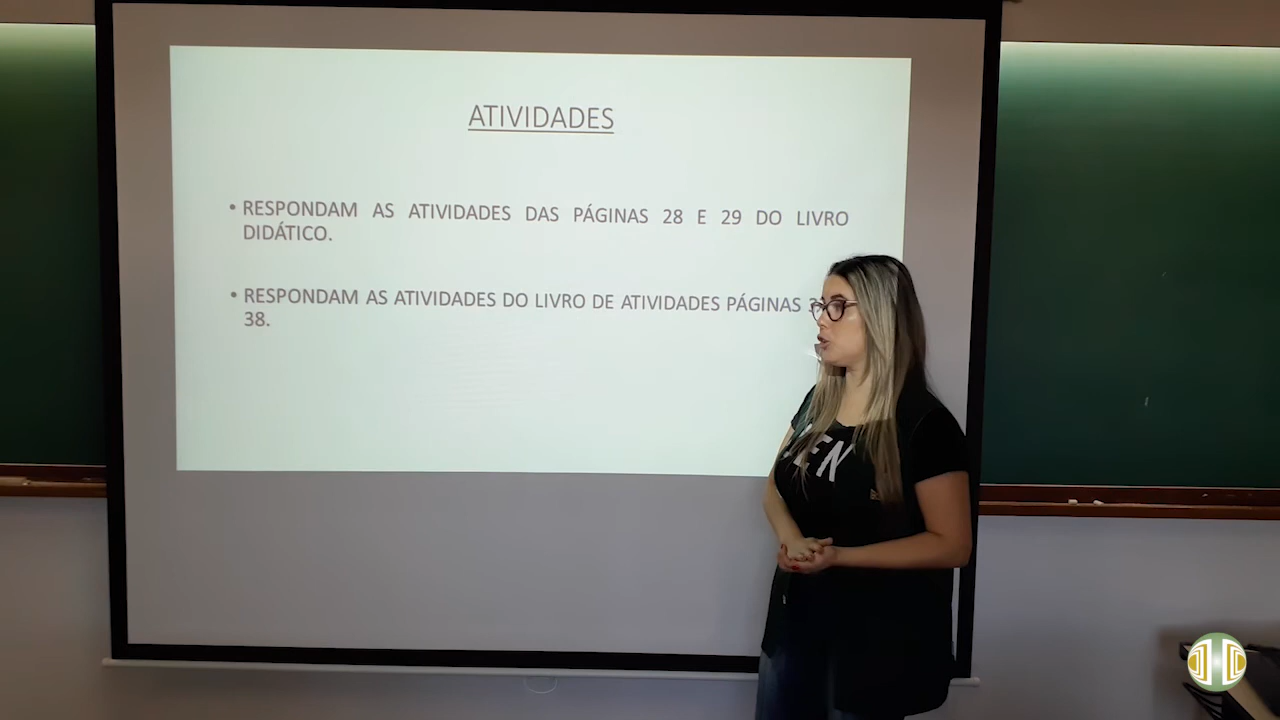 ATIVIDADES
• RESPONDAM AS ATIVIDADES DAS PÁGINAS 28 E 29 DO LIVRO
DIDÁTICO.
• RESPONDAM AS ATIVIDADES DO LIVRO DE ATIVIDADES PÁGINAS
38.